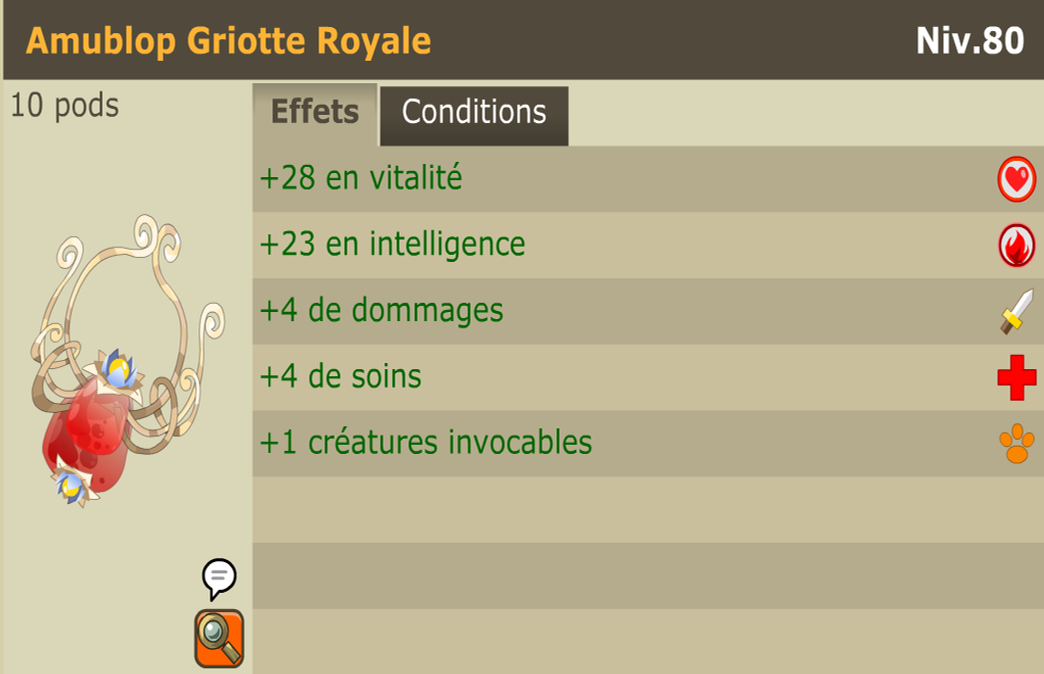 Amublop Griotte Royale Niv.80
10 pods
Effets Conditions
+28 en vitalité
+23 en intelligence
+4 de dommages
+4 de soins
+1 créatures invocables